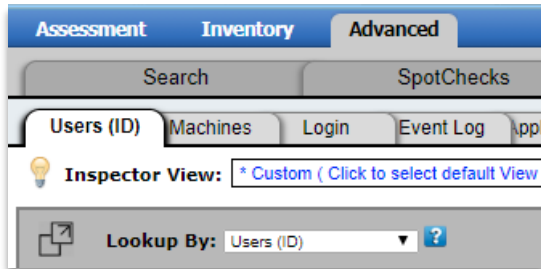 Assessment Inventory Advanced
Search SpotChecks
Users (ID) Machines Login Event Log
Inspector View: * Custom ( Click to select default View
Lookup By: Users (ID) ?